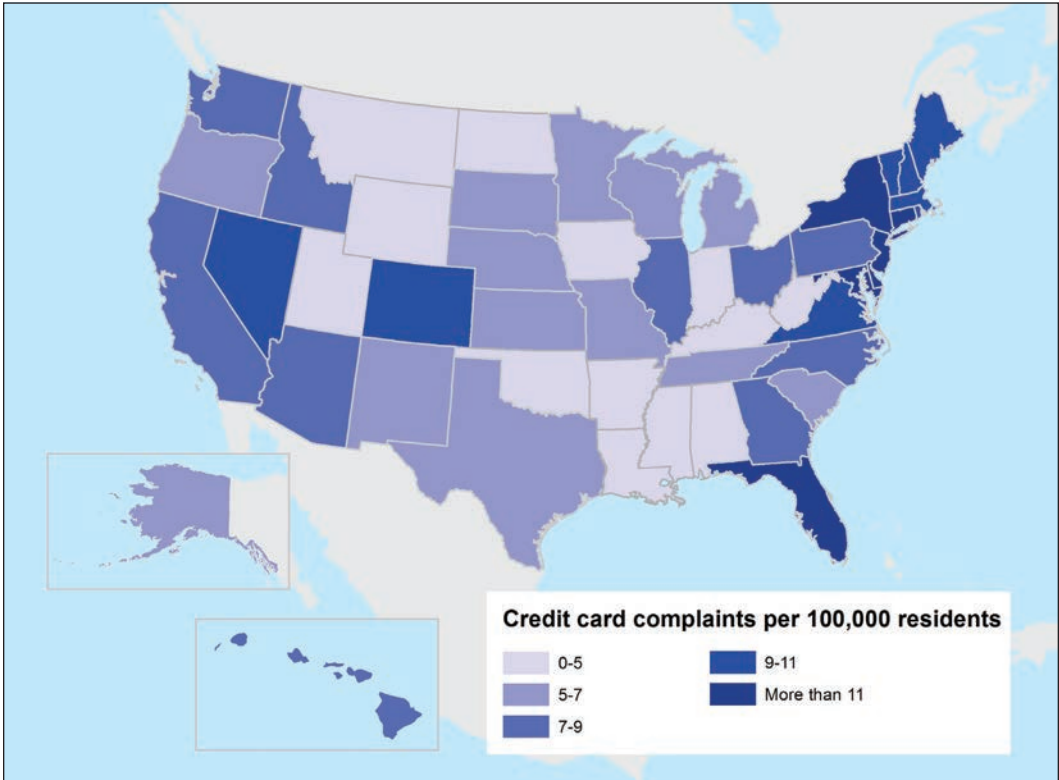 Credit card complaints per 100,000 residents
0-5
5-7
7-9
9-11
More than 11